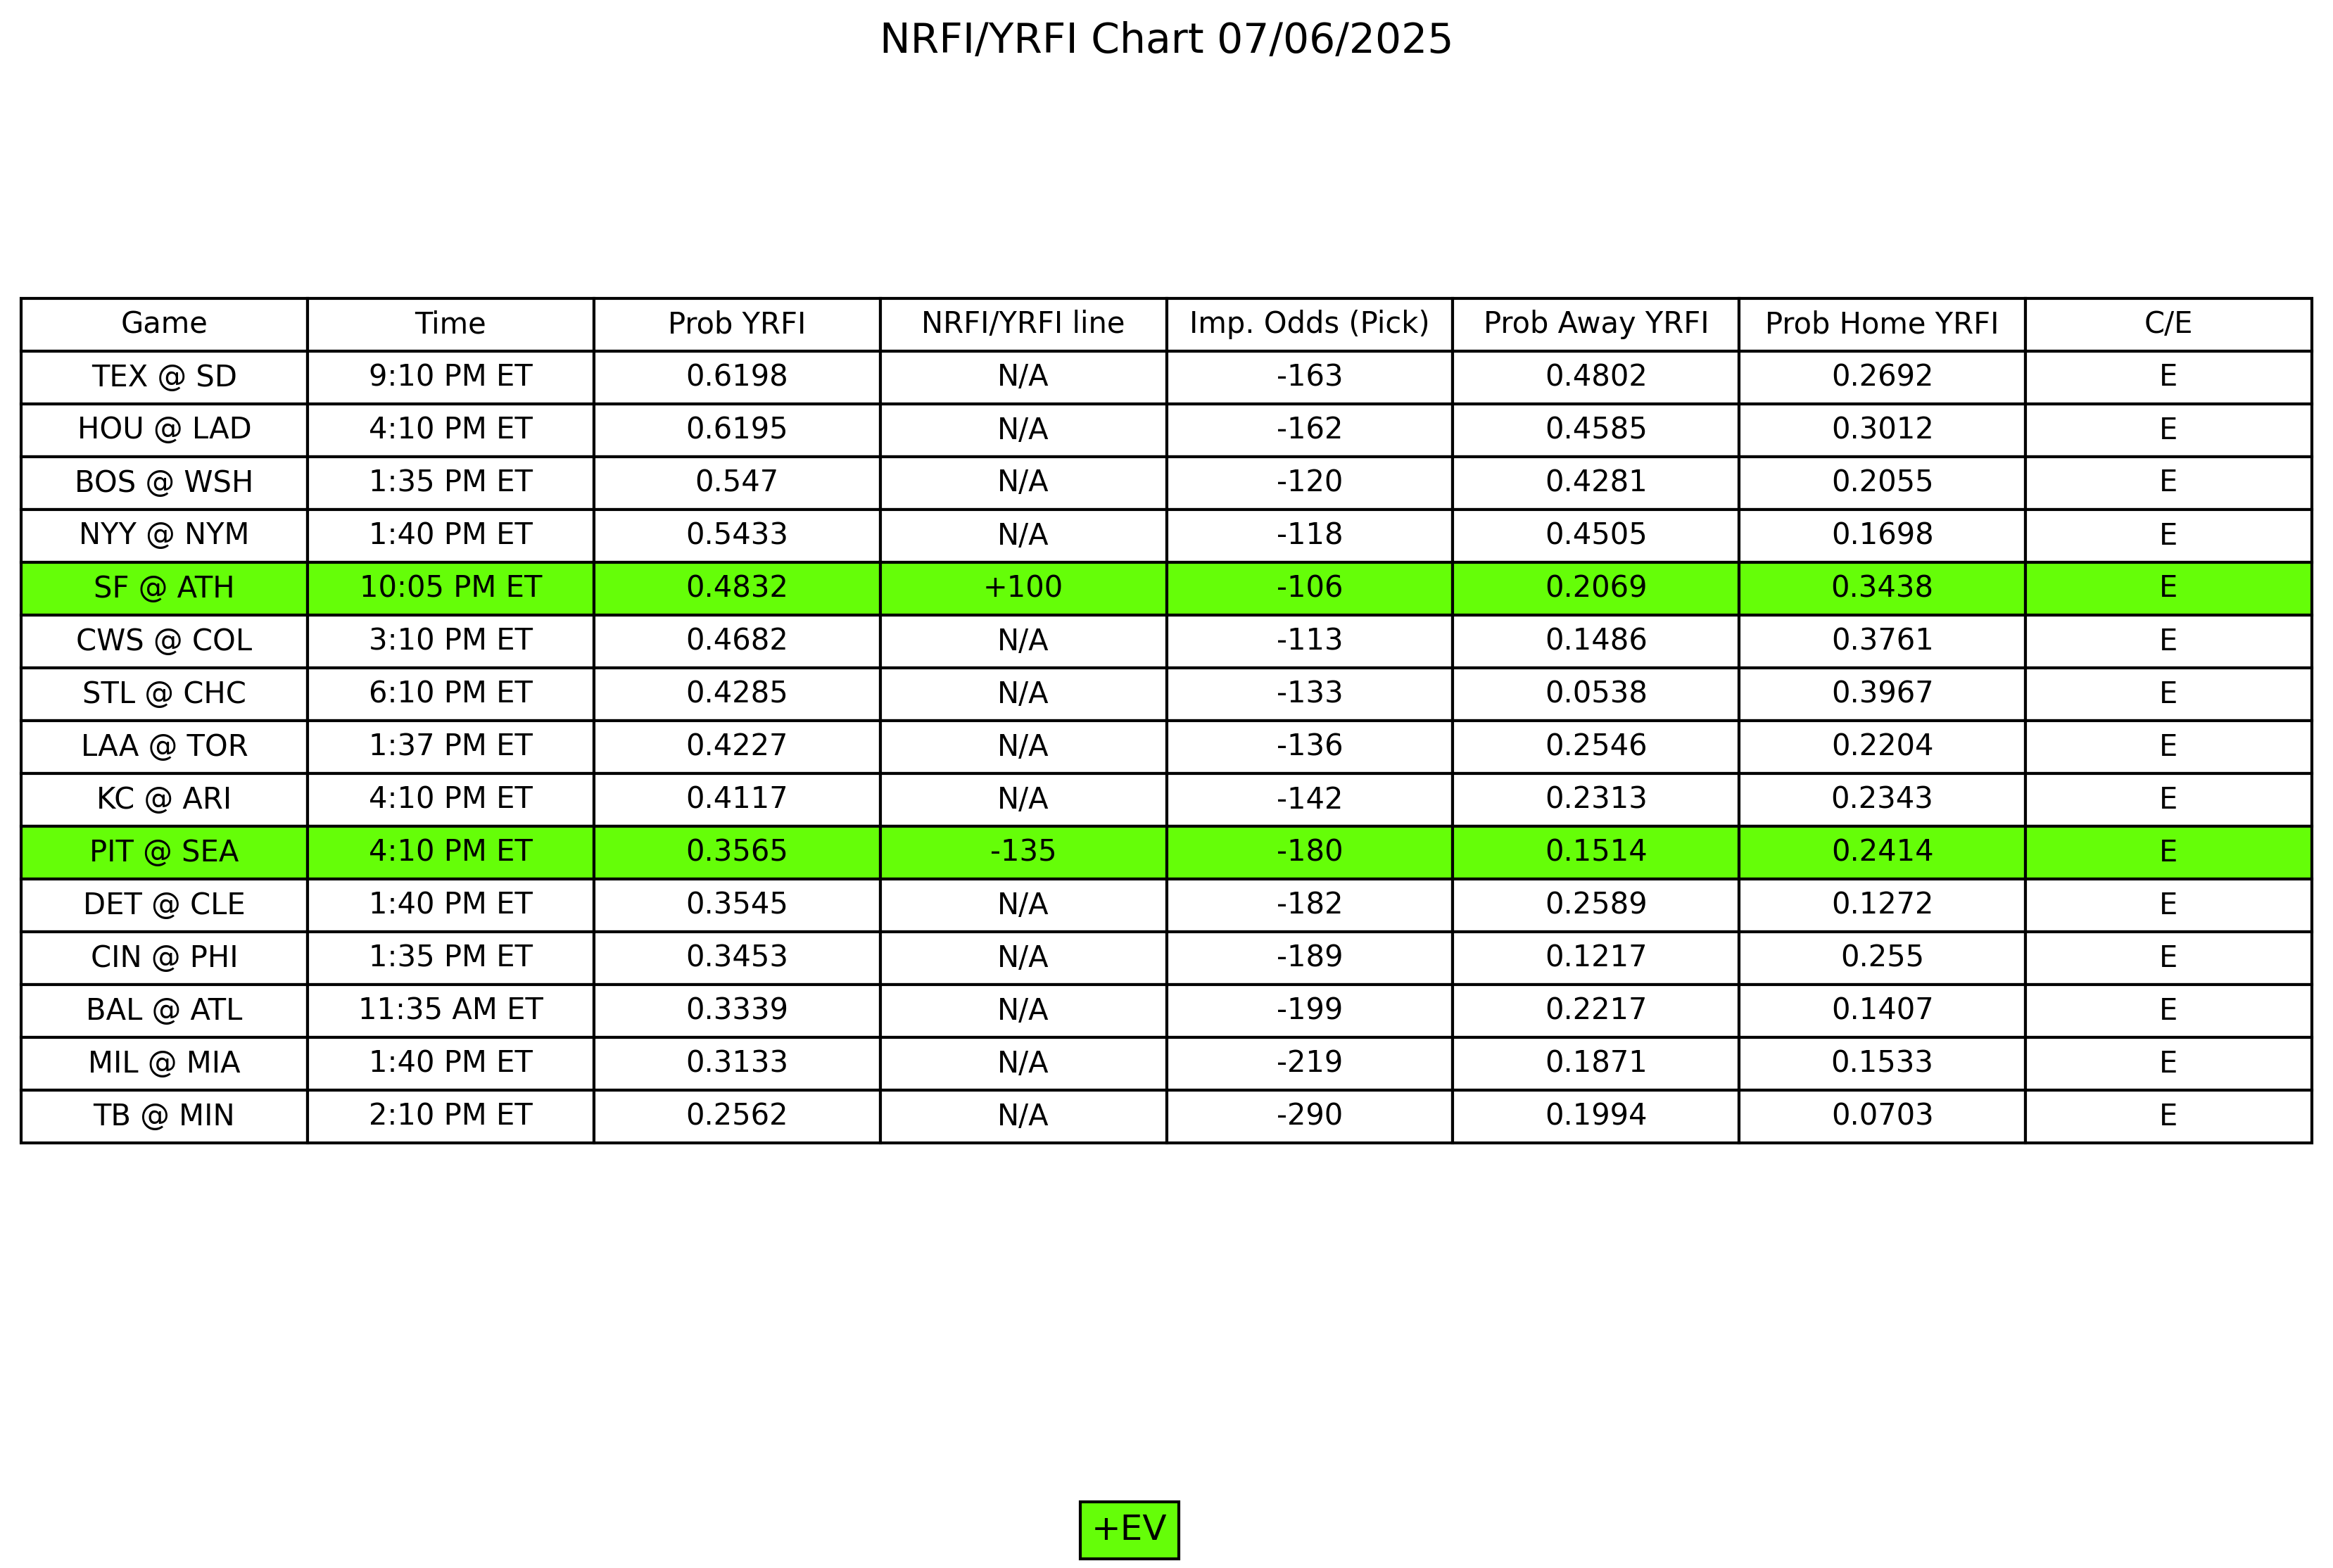 NRFI/YRFI Chart 07/06/2025
Game Time Prob YRFI NRFI/YRFI line Imp. Odds (Pick) Prob Away YRFI Prob Home YRFI C/E
TEX @ SD 9:10 PM ET 0.6198 N/A -163 0.4802 0.2692 E
HOU @ LAD 4:10 PM ET 0.6195 N/A -162 0.4585 0.3012 E
BOS @ WSH 1:35 PM ET 0.547 N/A -120 0.4281 0.2055 E
NYY @ NYM 1:40 PM ET 0.5433 N/A -118 0.4505 0.1698 E
SF @ ATH 10:05 PM ET 0.4832 +100 -106 0.2069 0.3438 E
CWS @ COL 3:10 PM ET 0.4682 N/A -113 0.1486 0.3761 E
STL @ CHC 6:10 PM ET 0.4285 N/A -133 0.0538 0.3967 E
LAA @ TOR 1:37 PM ET 0.4227 N/A -136 0.2546 0.2204 E
KC @ ARI 4:10 PM ET 0.4117 N/A -142 0.2313 0.2343 E
PIT @ SEA 4:10 PM ET 0.3565 -135 -180 0.1514 0.2414 E
DET @ CLE 1:40 PM ET 0.3545 N/A -182 0.2589 0.1272 E
CIN @ PHI 1:35 PM ET 0.3453 N/A -189 0.1217 0.255 E
BAL @ ATL 11:35 AM ET 0.3339 N/A -199 0.2217 0.1407 E
MIL @ MIA 1:40 PM ET 0.3133 N/A -219 0.1871 0.1533 E
TB @ MIN 2:10 PM ET 0.2562 N/A -290 0.1994 0.0703 E
+EV